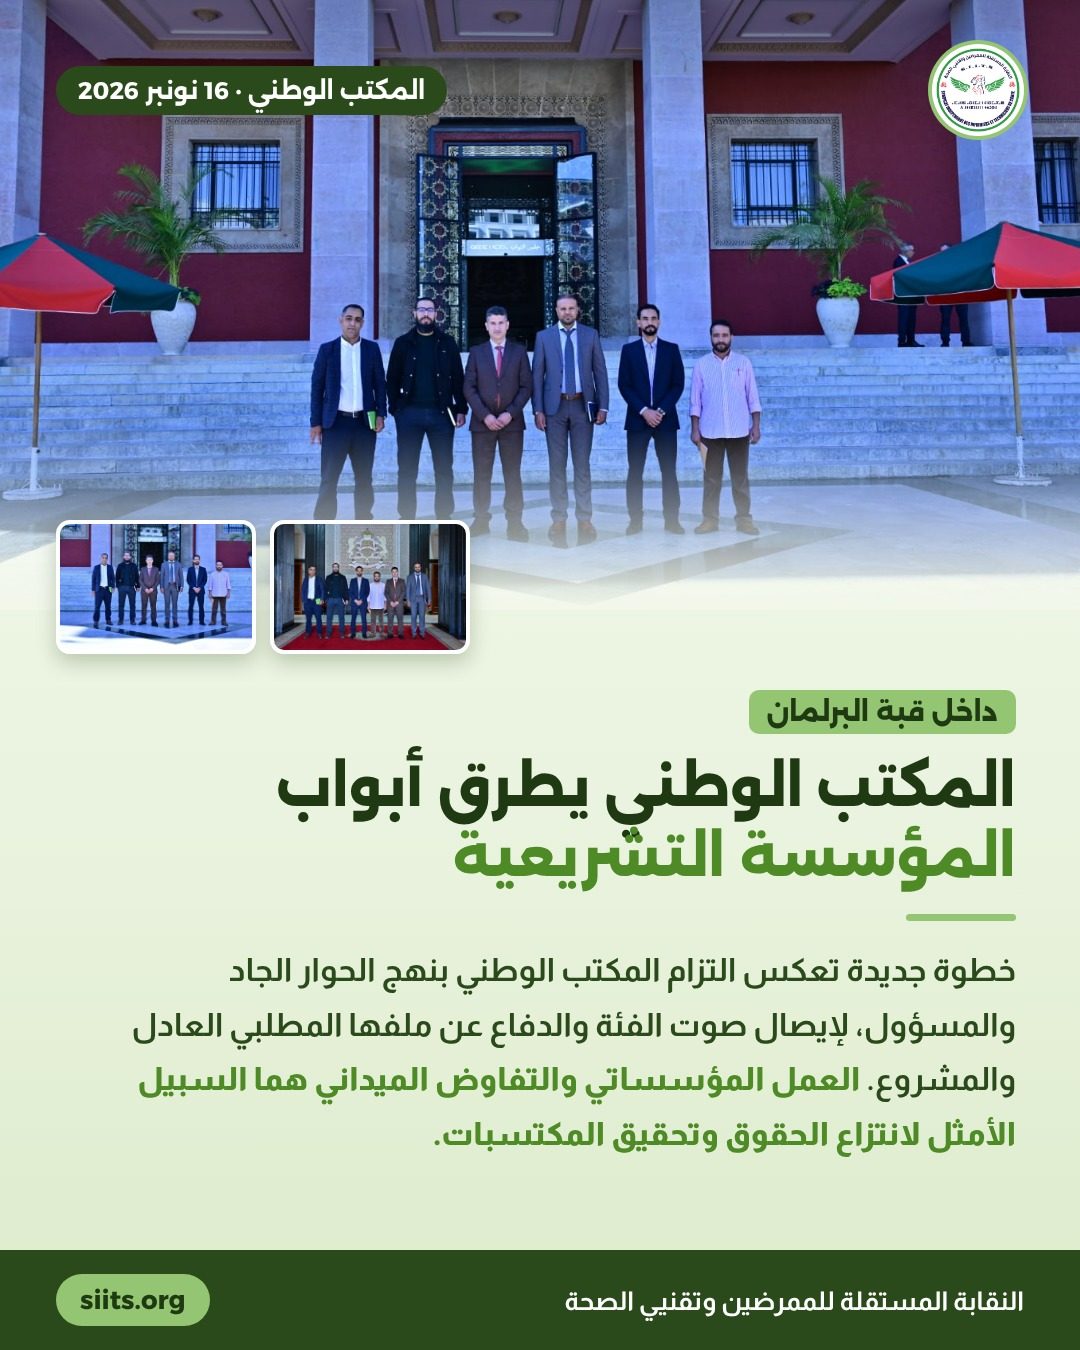 المكتب الوطني · 16 نونبر 2026
S.I.I.T.S
مجلس النواب
داخل قبة البرلمان
المكتب الوطني يطرق أبواب
المؤسسة التشريعية
خطوة جديدة تعكس التزام المكتب الوطني بنهج الحوار الجاد
والمسؤول، لإيصال صوت الفئة والدفاع عن ملفها المطلبي العادل
والمشروع. العمل المؤسساتي والتفاوض الميداني هما السبيل
الأمثل لانتزاع الحقوق وتحقيق المكتسبات.
النقابة المستقلة للممرضين وتقنيي الصحة
siits.org